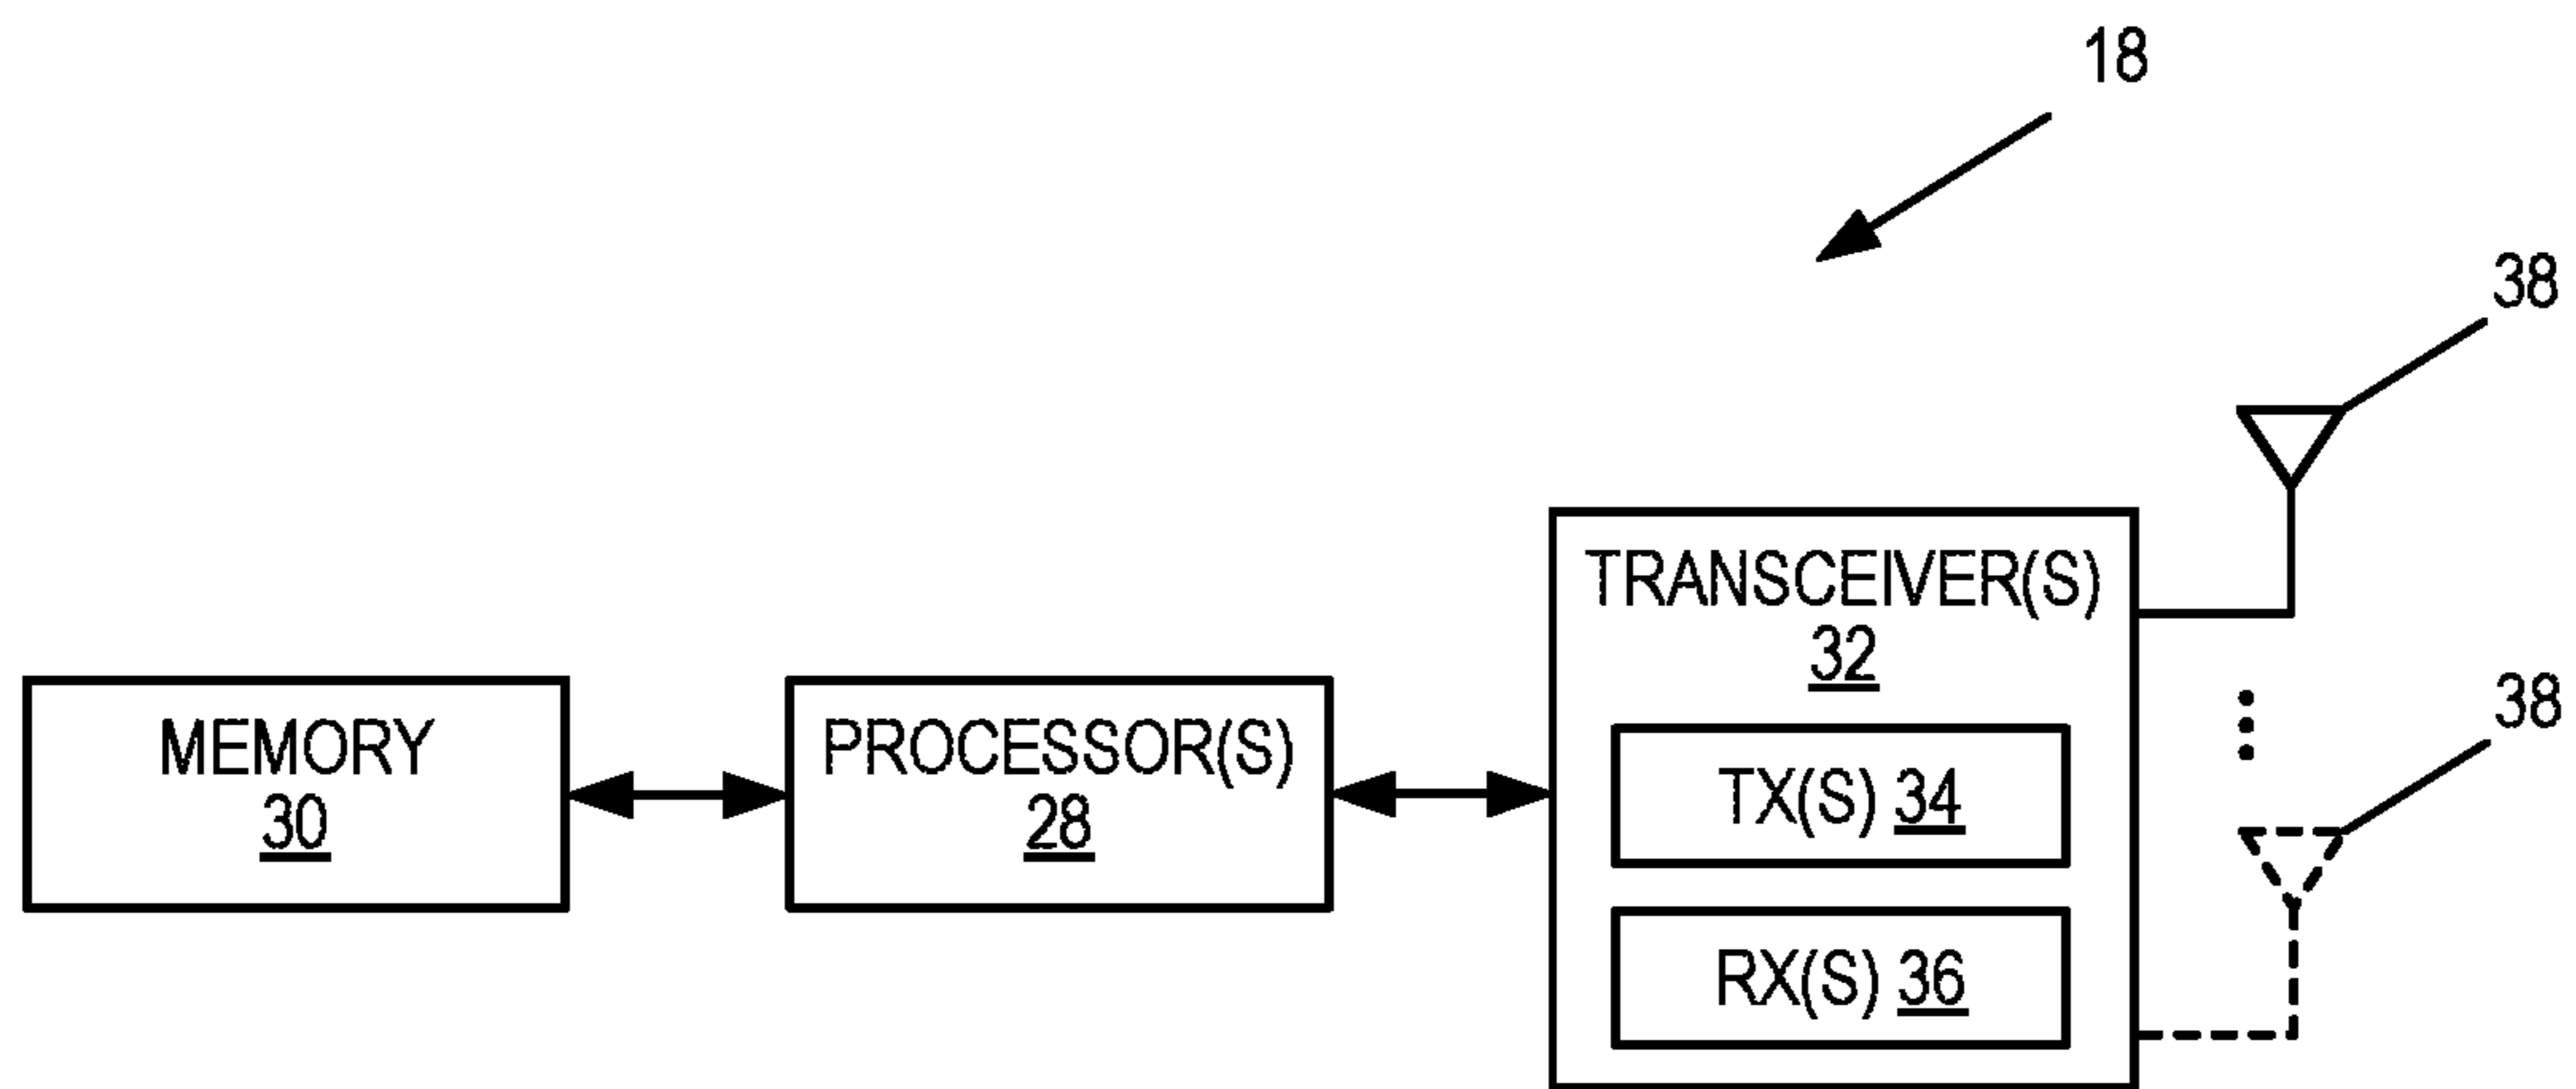 18
38
TRANSCEIVER(S)
32
38
MEMORY
30
PROCESSOR(S)
28
TX(S) 34
RX(S) 36